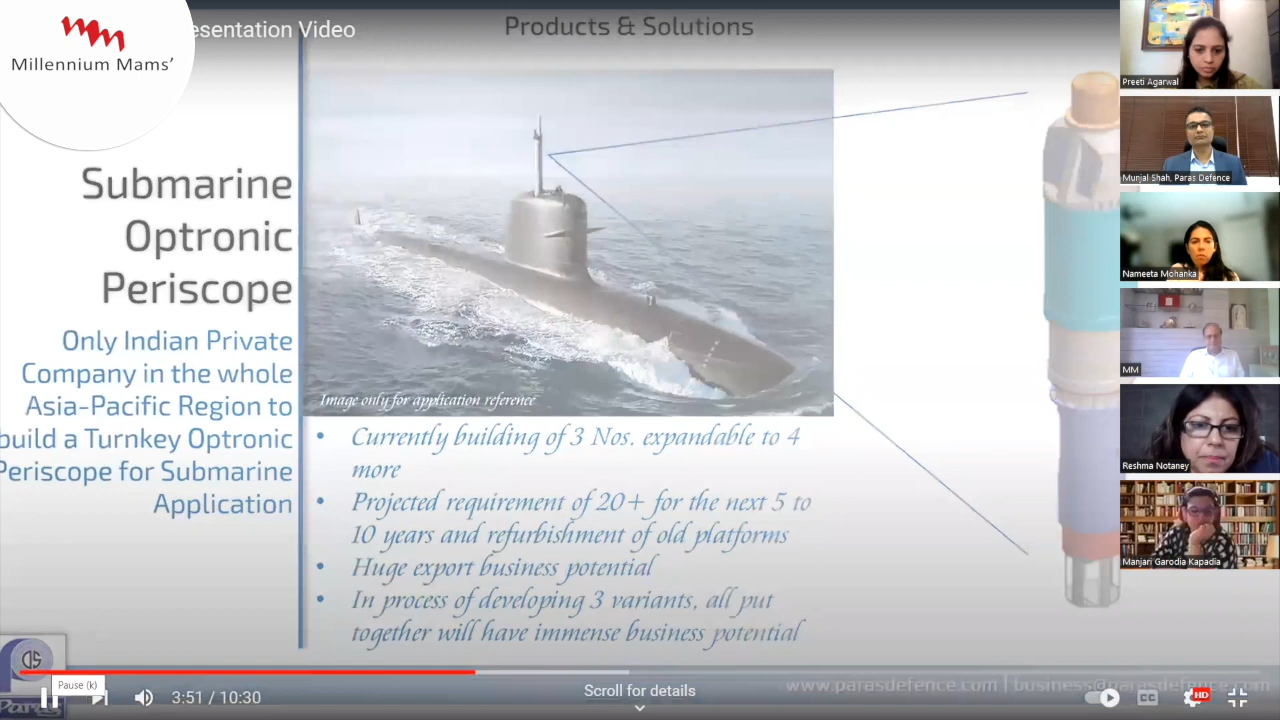 Millennium Mams’
esentation Video
Products & Solutions
Submarine
Optronic
Periscope
Only Indian Private
Company in the whole
Asia-Pacific Region to
build a Turnkey Optronic
Periscope for Submarine
Application
Image only for application reference
• Currently building of 3 Nos. expandable to 4
more
• Projected requirement of 20+ for the next 5 to
10 years and refurbishment of old platforms
• Huge export business potential
• In process of developing 3 variants, all put
together will have immense business potential
Preeti Agarwal
Munjal Shah, Paras Defence
Nameeta Mohanka
MM
Reshma Notaney
Manjari Garodia Kapadia
Paras
Pause (k)
3:51 / 10:30
Scroll for details
www.parasdefence.com | business@parasdefence.com
CC
HD